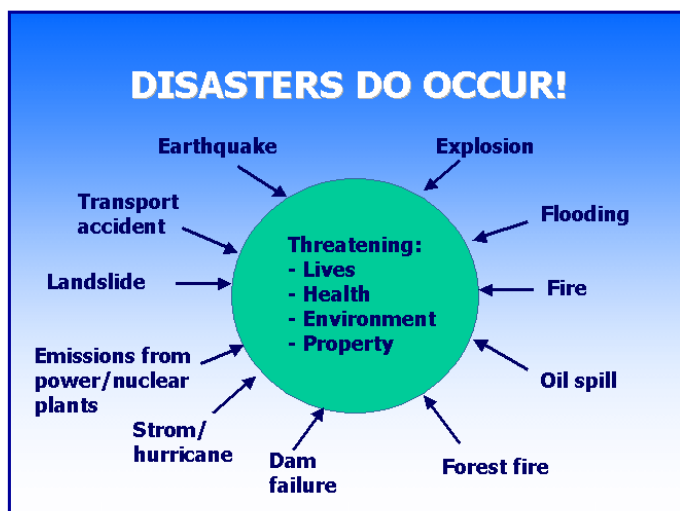 DISASTERS DO OCCUR!
Earthquake
Explosion
Transport
accident
Flooding
Threatening:
- Lives
- Health
- Environment
- Property
Landslide
Fire
Emissions from
power/nuclear
plants
Oil spill
Strom/
hurricane
Dam
failure
Forest fire